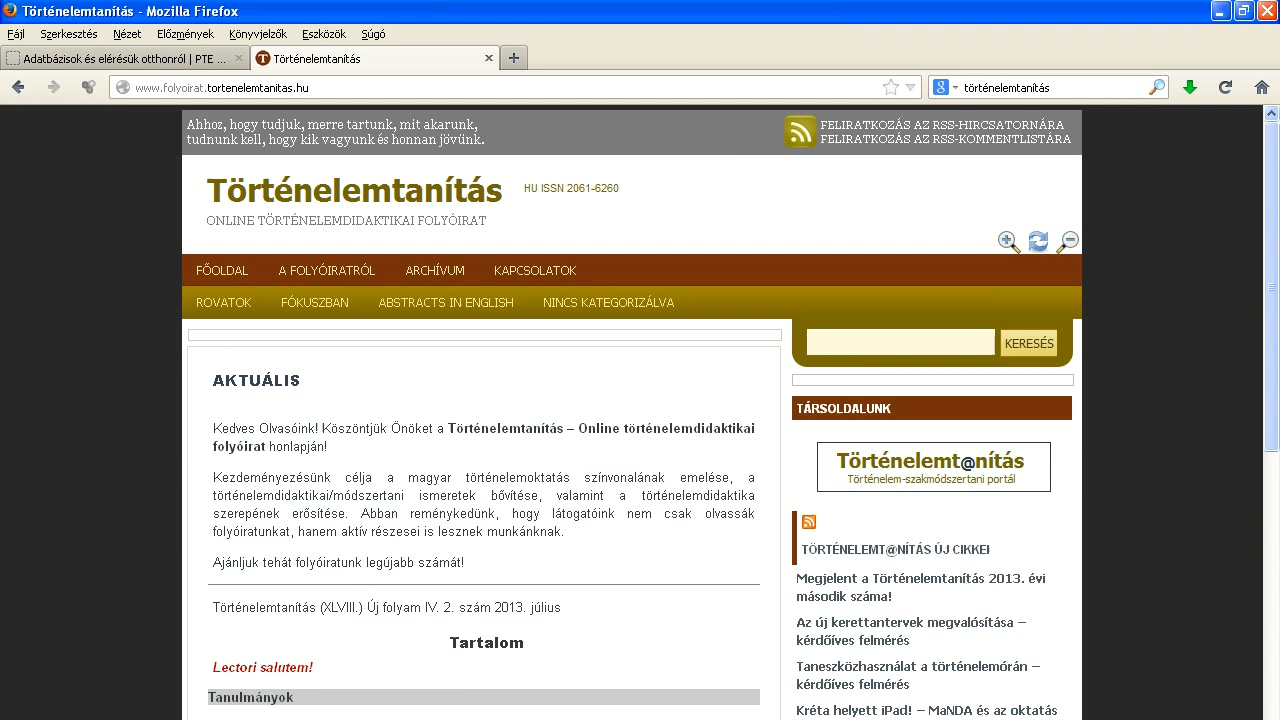 Történelemtanítás - Mozilla Firefox
Fájl Szerkesztés Nézet Előzmények Könyvjelzők Eszközök Súgó
Adatbázisok és elérésük otthonról | PTE ...
Történelemtanítás
történelemtanítás
Ahhoz, hogy tudjuk, merre tartunk, mit akarunk,
tudnunk kell, hogy kik vagyunk és honnan jövünk.
FELIRATKOZÁS AZ RSS-HIRCSATORNÁRA
FELIRATKOZÁS AZ RSS-KOMMENTLISTÁRA
Történelemtanítás
HU ISSN 2061-6260
ONLINE TÖRTÉNELEMDIDAKTIKAI FOLYÓIRAT
FŐOLDAL A FOLYÓIRATRÓL ARCHÍVUM KAPCSOLATOK
ROVATOK FÓKUSZBAN ABSTRACTS IN ENGLISH NINCS KATEGORIZÁLVA
KERESÉS
AKTUÁLIS
Kedves Olvasóink! Köszöntjük Önöket a Történelemtanítás – Online történelemdidaktikai
folyóirat honlapján!
Kezdeményezésünk célja a magyar történelemoktatás színvonalának emelése, a
történelemdidaktikai/módszertani ismeretek bővítése, valamint a történelemdidaktika
szerepének erősítése. Abban reménykedünk, hogy látogatóink nem csak olvassák
folyóiratunkat, hanem aktív részesei is lesznek munkánknak.
Ajánljuk tehát folyóiratunk legújabb számát!
Történelemtanítás (XLVIII.) Új folyam IV. 2. szám 2013. július
Tartalom
Lectori salutem!
Tanulmányok
TÁRSOLDALUNK
Történelemt@nítás
Történelem-szakmódszertani portál
TÖRTÉNELEMT@NÍTÁS ÚJ CIKKEI
Megjelent a Történelemtanítás 2013. évi
második száma!
Az új kerettantervek megvalósítása –
kérdőíves felmérés
Taneszközhasználat a történelemórán –
kérdőíves felmérés
Kréta helyett iPad! – MaNDA és az oktatás